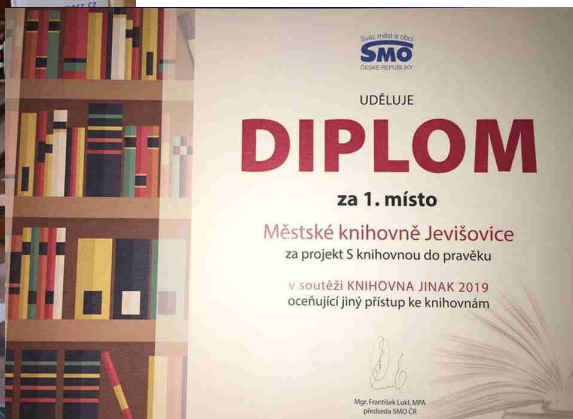 Svaz měst a obcí
SMO
ČESKÉ REPUBLIKY
UDĚLUJE
DIPLOM
za 1. místo
Městské knihovně Jevišovice
za projekt S knihovnou do pravěku
v soutěži KNIHOVNA JINAK 2019
oceňující jiný přístup ke knihovnám
Mgr. František Lukl, MPA
předseda SMO ČR